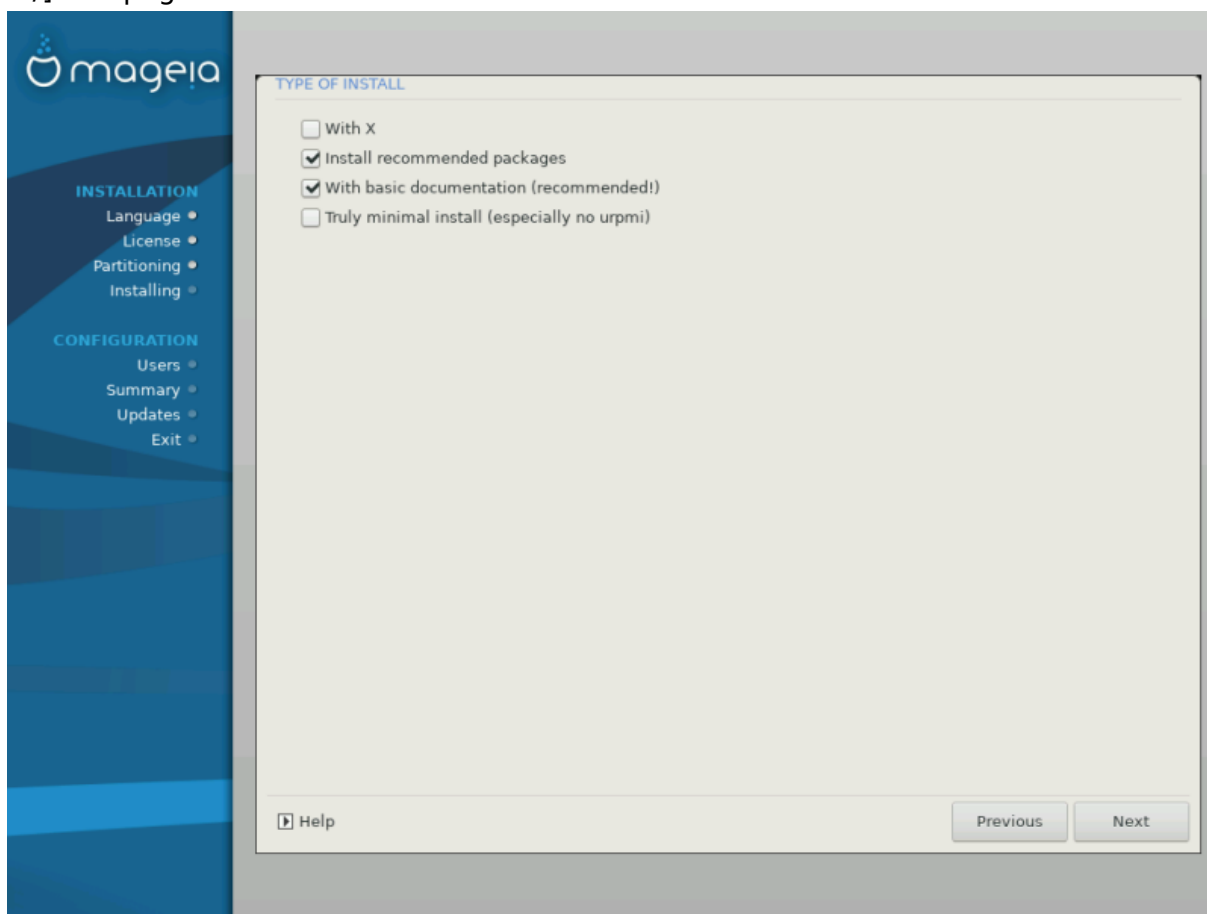 mageia
TYPE OF INSTALL
With X
Install recommended packages
With basic documentation (recommended!)
Truly minimal install (especially no urpmi)
INSTALLATION
Language
License
Partitioning
Installing
CONFIGURATION
Users
Summary
Updates
Exit
Help
Previous
Next